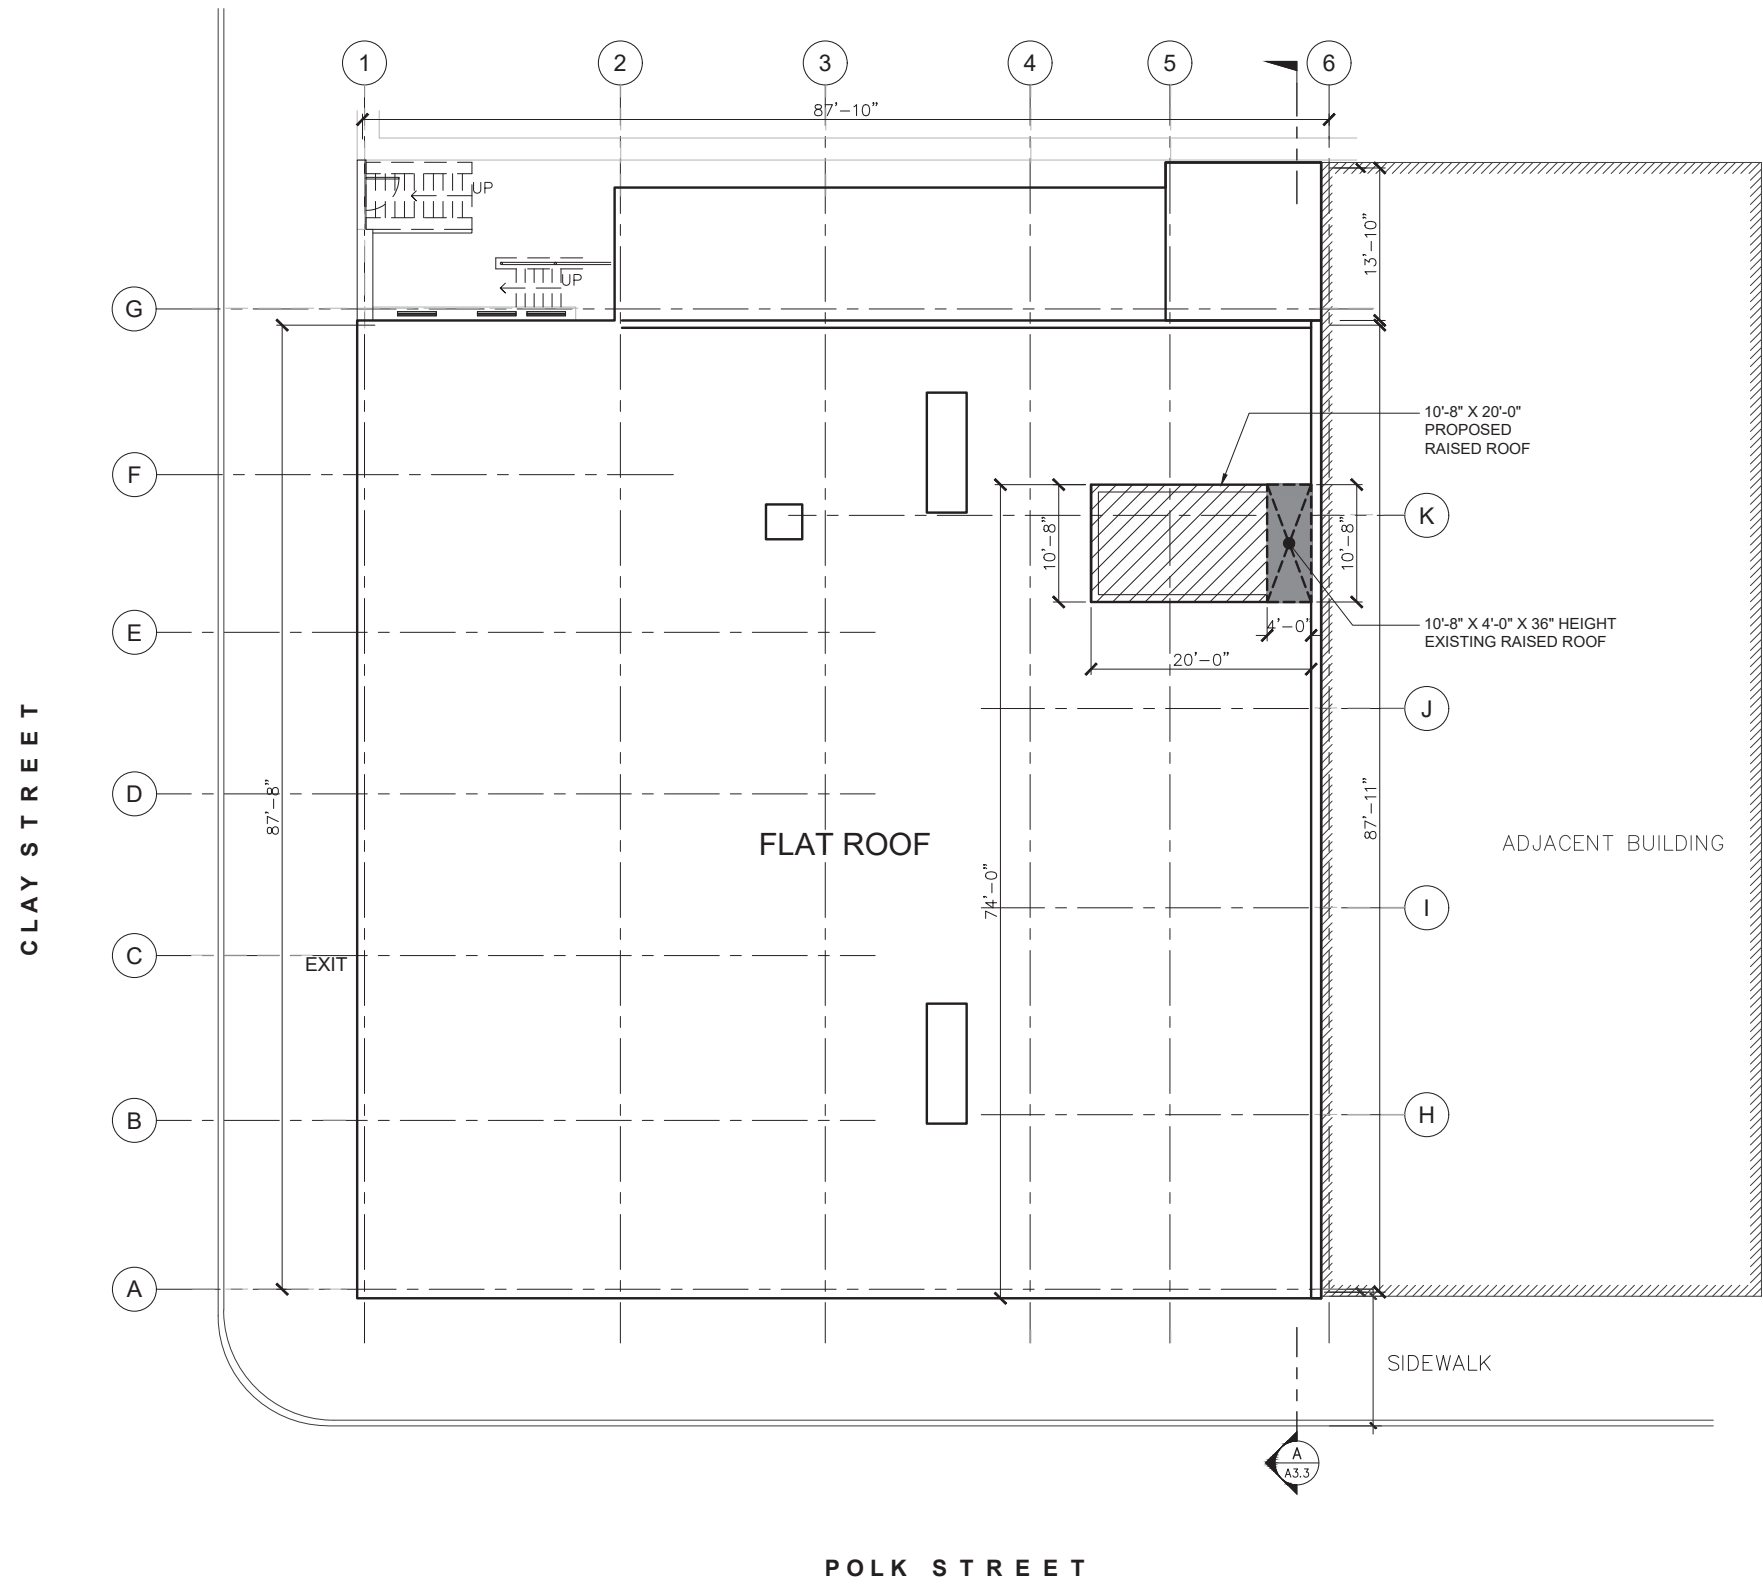 1
2
3
4
5
6
87'-10"
UP
UP
13'-10"
G
10'-8" X 20'-0"
PROPOSED
RAISED ROOF
F
K
10'-8"
10'-8"
10'-8" X 4'-0" X 36" HEIGHT
EXISTING RAISED ROOF
4'-0"
E
20'-0"
J
CLAY STREET
D
87'-8"
87'-11"
FLAT ROOF
ADJACENT BUILDING
74'-0"
I
C
EXIT
B
H
A
SIDEWALK
A
A3.3
POLK STREET